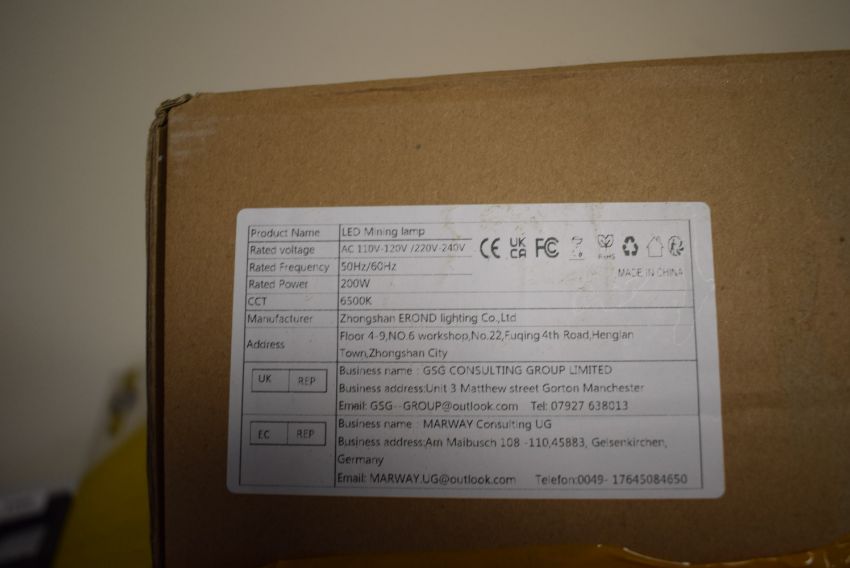 Product Name LED Mining lamp
Rated voltage AC 110V-120V /220V-240V
CE UK CA FC RoHS
Rated Frequency 50Hz/60Hz
MADE IN CHINA
Rated Power 200W
CCT 6500K
Manufacturer Zhongshan EROND lighting Co.,Ltd
Address Floor 4-9,NO.6 workshop,No.22,Fuqing 4th Road,Henglan
Town,Zhongshan City
UK REP Business name : GSG CONSULTING GROUP LIMITED
Business address:Unit 3 Matthew street Gorton Manchester
Email: GSG--GROUP@outlook.com Tel: 07927 638013
EC REP Business name : MARWAY Consulting UG
Business address:Am Maibusch 108 -110,45883, Gelsenkirchen,
Germany
Email: MARWAY.UG@outlook.com Telefon:0049- 17645084650